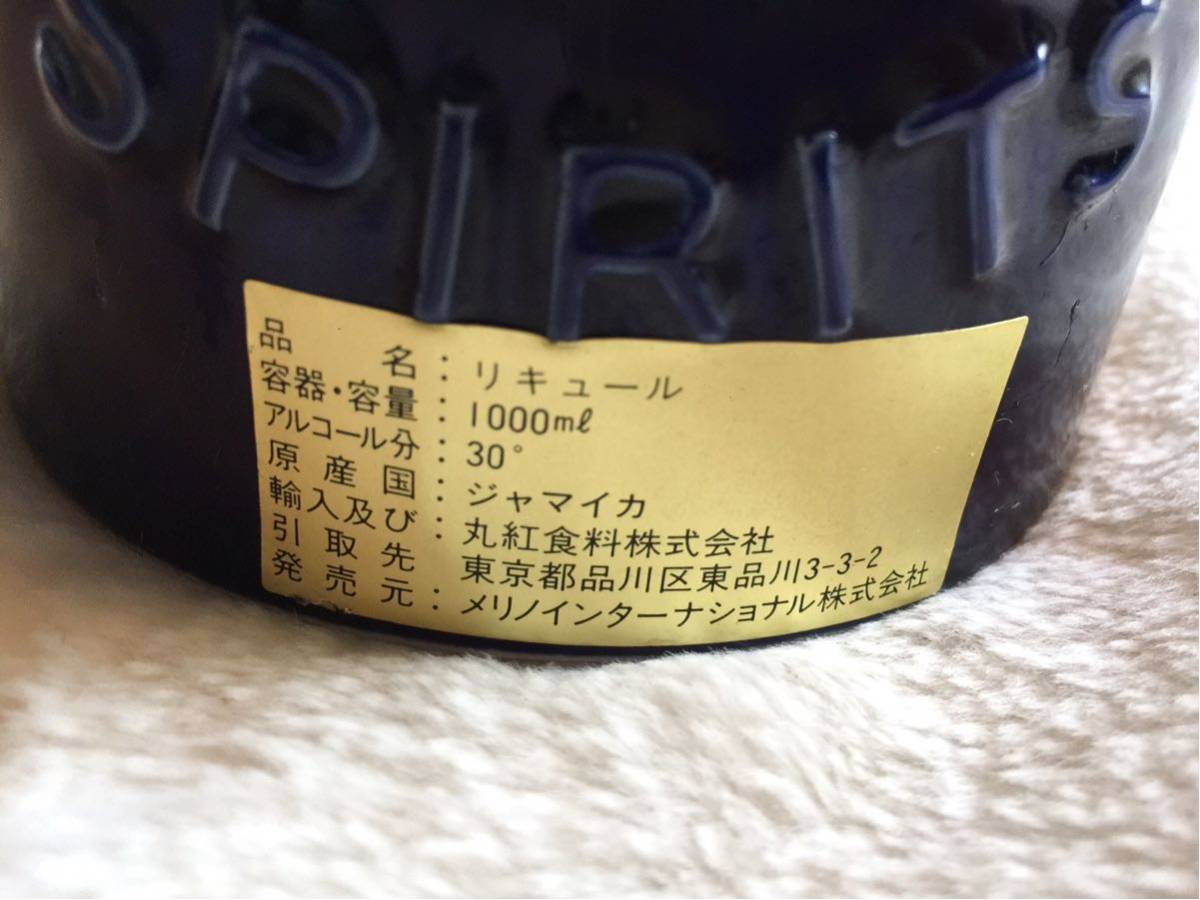 SPIRITS
品名：リキュール
容器・容量：1000mℓ
アルコール分：30°
原産国：ジャマイカ
輸入及び：丸紅食料株式会社
引取先 東京都品川区東品川3-3-2
発売元：メリノインターナショナル株式会社